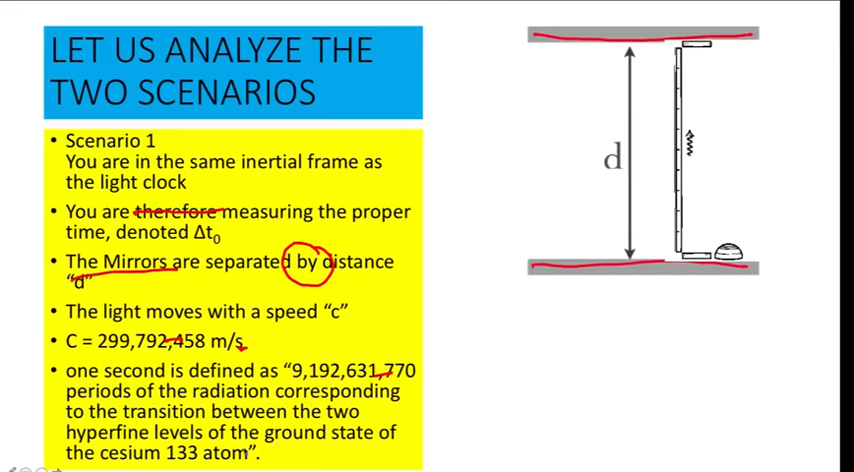 LET US ANALYZE THE
TWO SCENARIOS
• Scenario 1
You are in the same inertial frame as
the light clock
• You are therefore measuring the proper
time, denoted Δt₀
• The Mirrors are separated by distance
“d”
• The light moves with a speed “c”
• C = 299,792,458 m/s
• one second is defined as “9,192,631,770
periods of the radiation corresponding
to the transition between the two
hyperfine levels of the ground state of
the cesium 133 atom”.
d